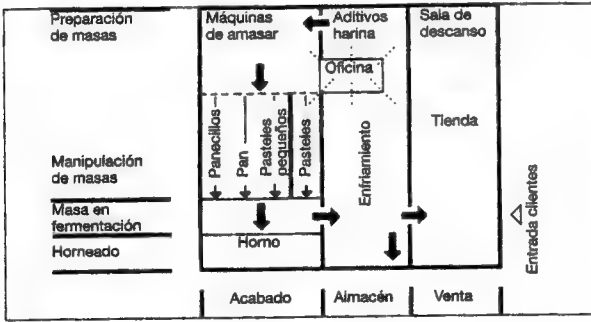 Preparación
de masas
Máquinas
de amasar
Aditivos
harina
Sala de
descanso
Oficina
Panecillos
Pan
Pasteles
pequeños
Pasteles
Enfriamiento
Tienda
Manipulación
de masas
Masa en
fermentación
Horneado
Horno
Entrada clientes
Acabado
Almacén
Venta